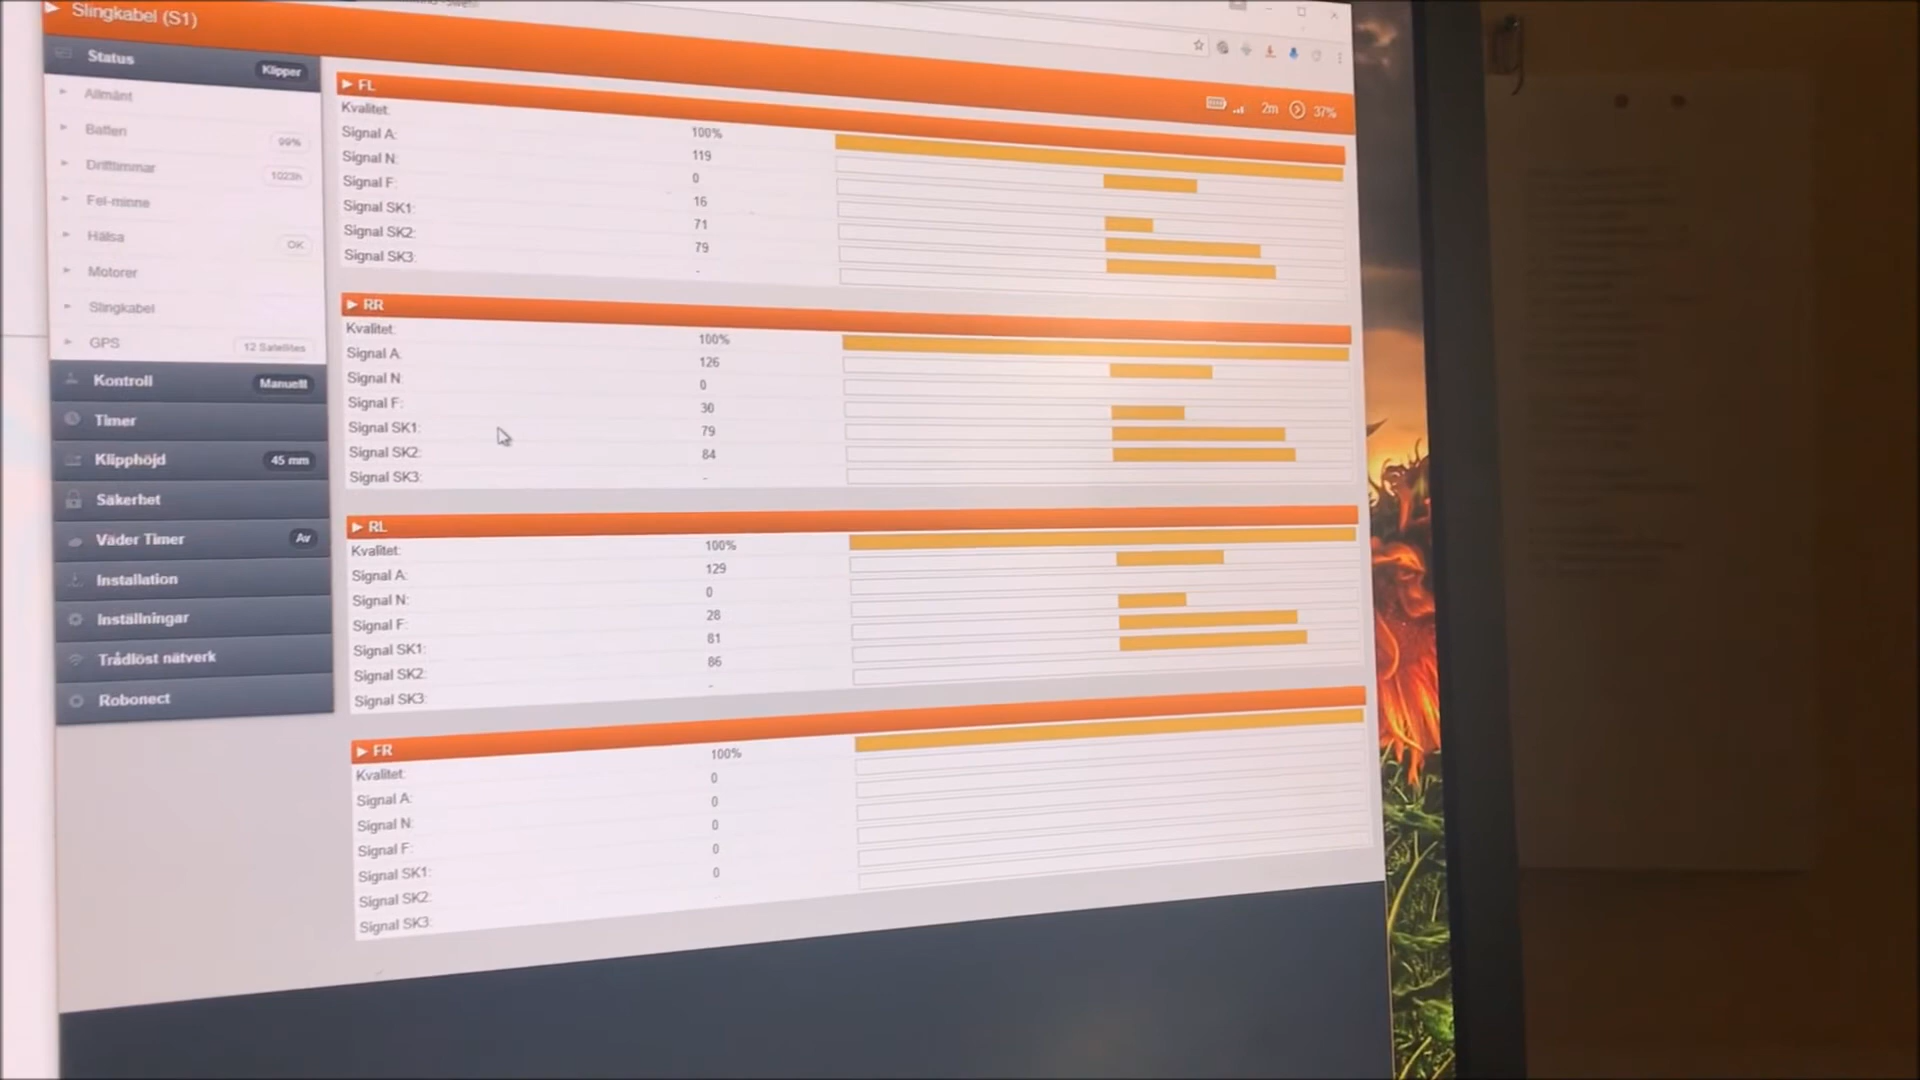 Slingkabel (S1)
2m 37%
Status Klipper
Allmänt
Batteri 99%
Drifttimmar 1023h
Fel-minne
Hälsa OK
Motorer
Slingkabel
GPS 12 Satellites
Kontroll Manuell
Timer
Klipphöjd 45 mm
Säkerhet
Väder Timer Av
Installation
Inställningar
Trådlöst nätverk
Robonect
FL
Kvalitet: 100%
Signal A: 119
Signal N: 0
Signal F: 16
Signal SK1: 71
Signal SK2: 79
Signal SK3: -
RR
Kvalitet: 100%
Signal A: 126
Signal N: 0
Signal F: 30
Signal SK1: 79
Signal SK2: 84
Signal SK3: -
RL
Kvalitet: 100%
Signal A: 129
Signal N: 0
Signal F: 28
Signal SK1: 81
Signal SK2: 86
Signal SK3: -
FR
Kvalitet: 100%
Signal A: 0
Signal N: 0
Signal F: 0
Signal SK1: 0
Signal SK2: 0
Signal SK3: